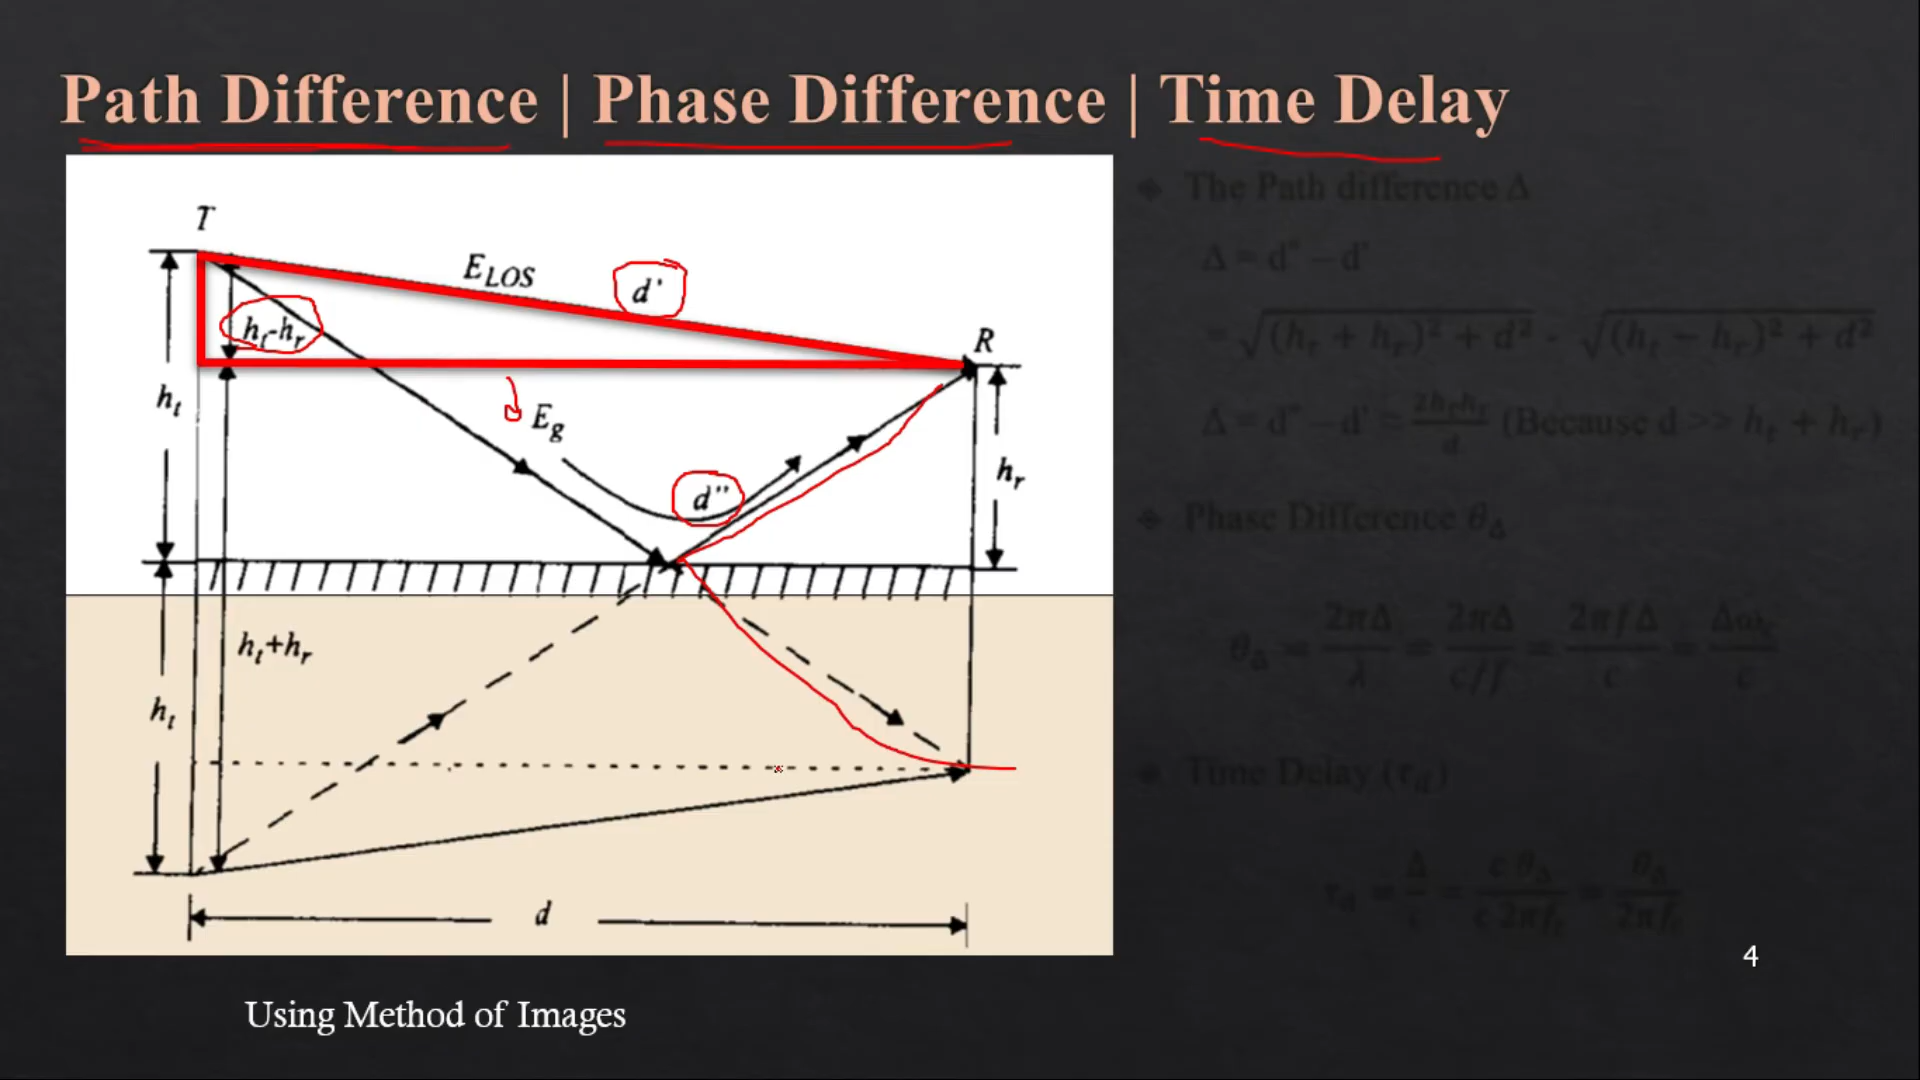 Path Difference | Phase Difference | Time Delay
T
E_LOS
d'
h_t-h_r
R
h_t
E_g
d"
h_r
h_t+h_r
h_t
d
Using Method of Images
The Path difference Δ
Δ = d" – d'
= √(h_t + h_r)² + d² - √(h_t − h_r)² + d²
Δ = d" – d' = 2h_t h_r / d (Because d >> h_t + h_r)
Phase Difference θ_Δ
θ_Δ = 2πΔ/λ = 2πΔ/c/f = 2πfΔ/c = Δω_c/c
Time Delay (τ_d)
τ_d = Δ/c = c θ_Δ/c 2πf_c = θ_Δ/2πf_c
4